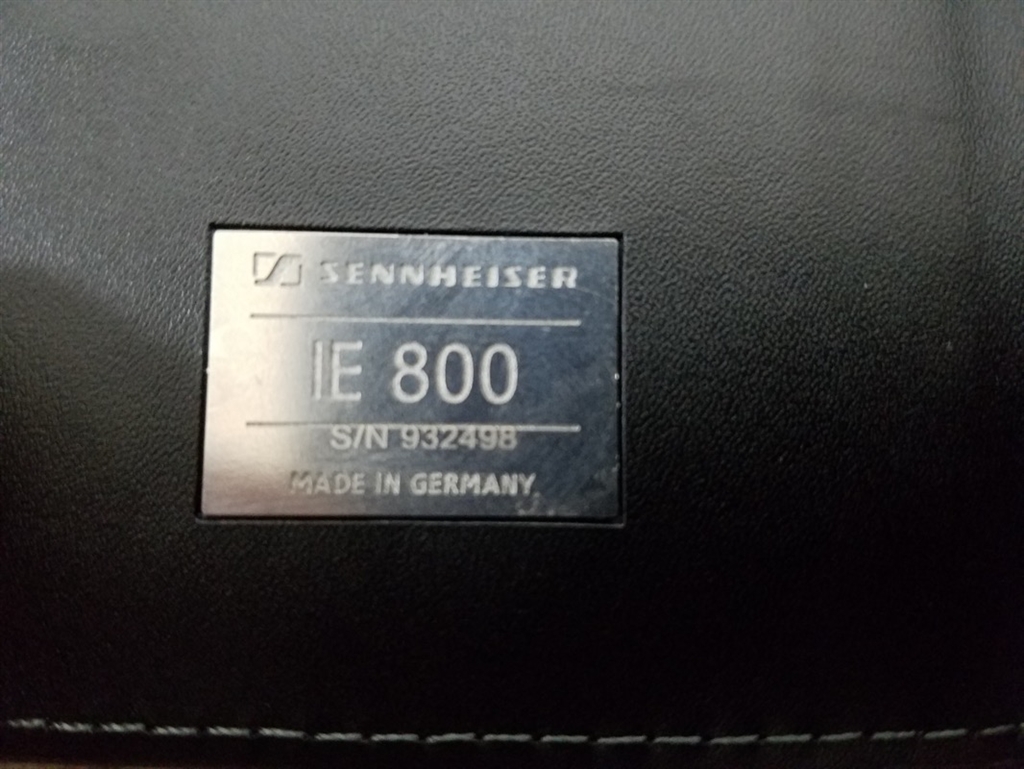 SENNHEISER
IE 800
S/N 932498
MADE IN GERMANY